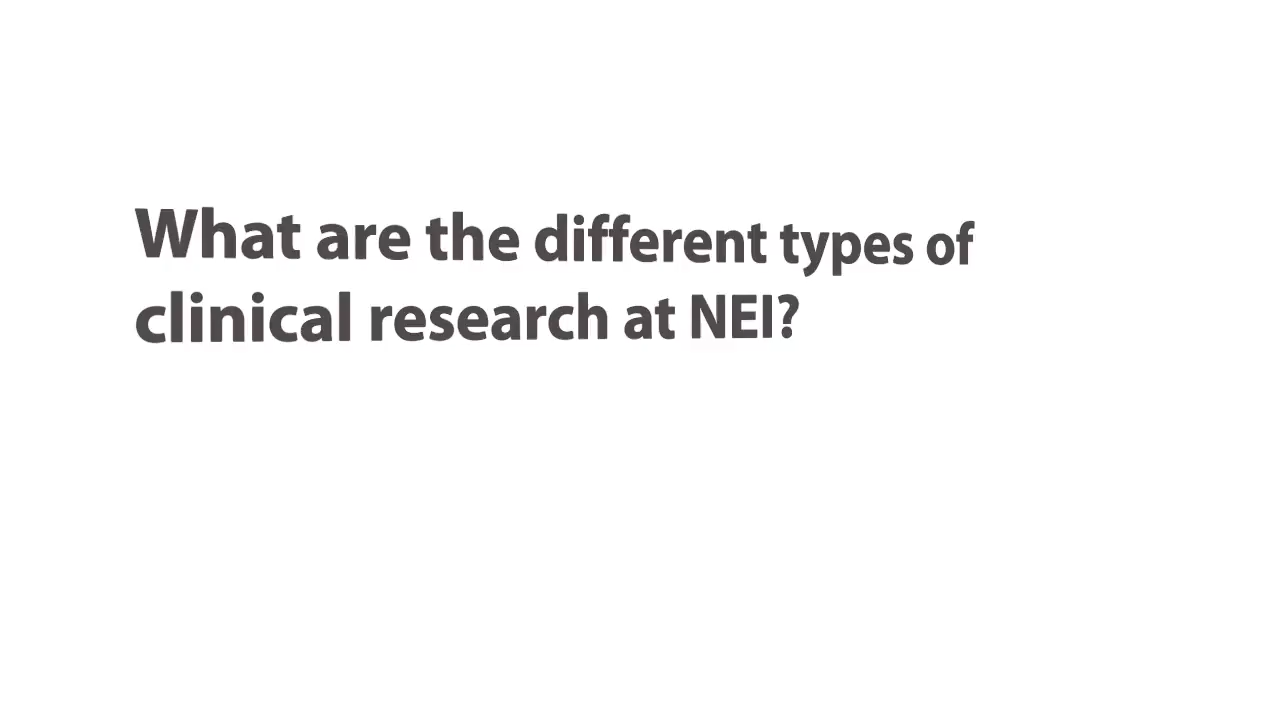 What are the different types of
clinical research at NEI?